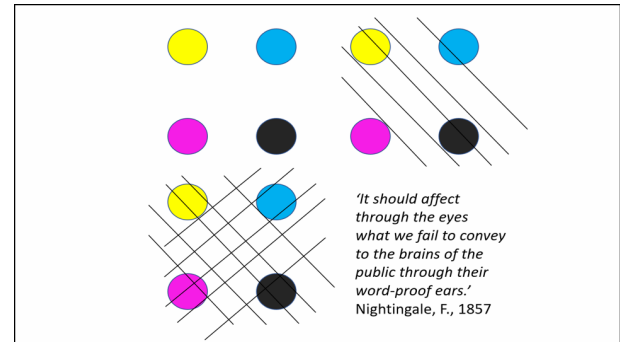 ‘It should affect
through the eyes
what we fail to convey
to the brains of the
public through their
word-proof ears.’
Nightingale, F., 1857